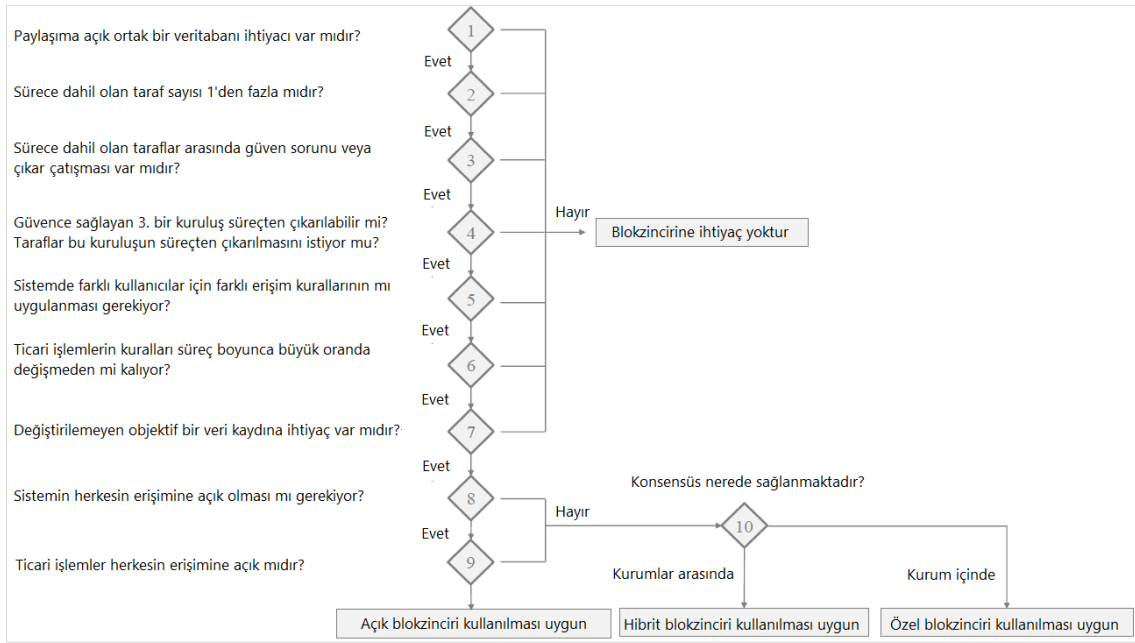 Paylaşıma açık ortak bir veritabanı ihtiyacı var mıdır?
1
Evet
Sürece dahil olan taraf sayısı 1'den fazla mıdır?
2
Evet
Sürece dahil olan taraflar arasında güven sorunu veya
çıkar çatışması var mıdır?
3
Evet
Güvence sağlayan 3. bir kuruluş süreçten çıkarılabilir mi?
Taraflar bu kuruluşun süreçten çıkarılmasını istiyor mu?
4
Hayır
Blokzincirine ihtiyaç yoktur
Evet
Sistemde farklı kullanıcılar için farklı erişim kurallarının mı
uygulanması gerekiyor?
5
Evet
Ticari işlemlerin kuralları süreç boyunca büyük oranda
değişmeden mi kalıyor?
6
Evet
Değiştirilemeyen objektif bir veri kaydına ihtiyaç var mıdır?
7
Evet
Sistemin herkesin erişimine açık olması mı gerekiyor?
8
Konsensüs nerede sağlanmaktadır?
Hayır
10
Evet
Ticari işlemler herkesin erişimine açık mıdır?
9
Kurumlar arasında
Kurum içinde
Açık blokzinciri kullanılması uygun
Hibrit blokzinciri kullanılması uygun
Özel blokzinciri kullanılması uygun